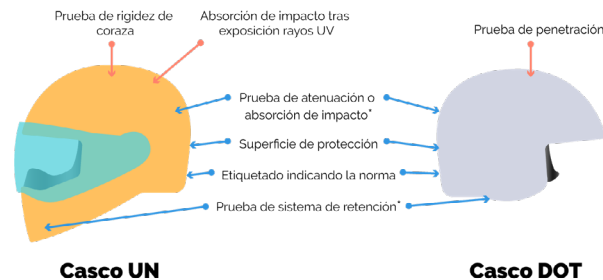 Prueba de rigidez de
coraza
Absorción de impacto tras
exposición rayos UV
Prueba de penetración
Prueba de atenuación o
absorción de impacto*
Superficie de protección
Etiquetado indicando la norma
Prueba de sistema de retención*
Casco UN
Casco DOT